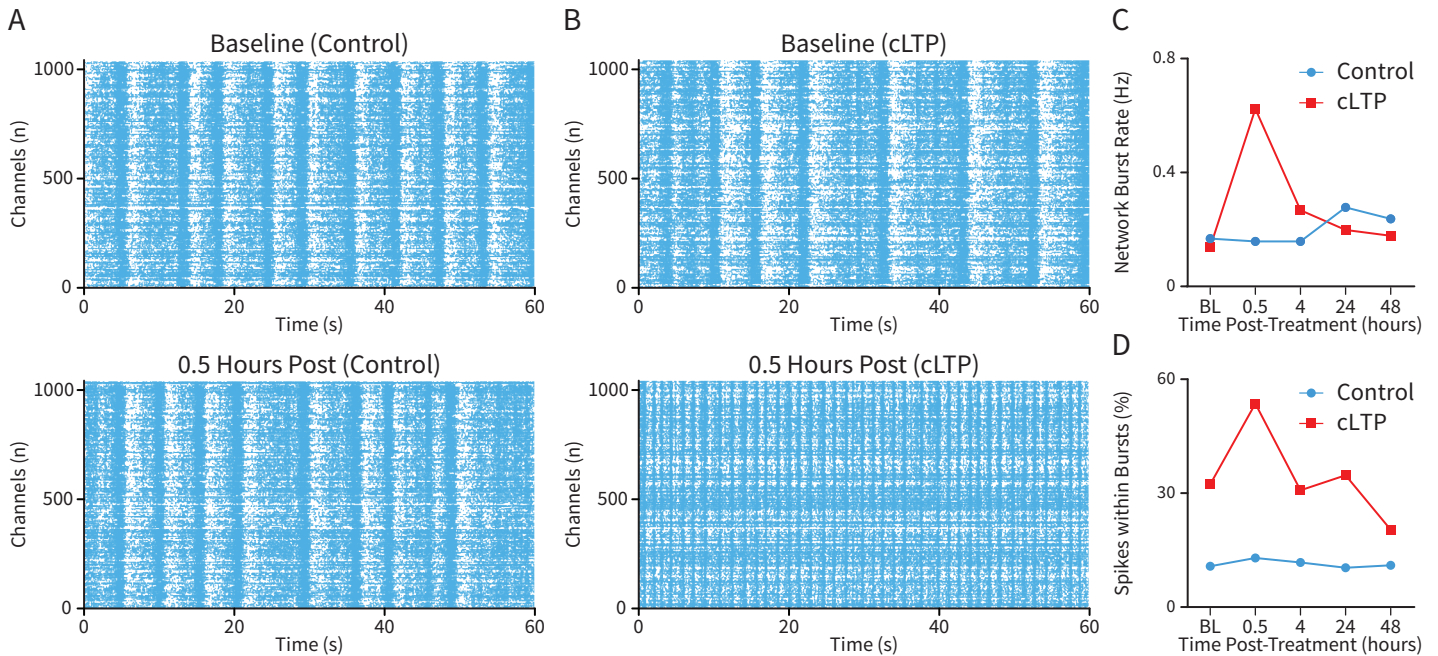 A
Baseline (Control)
Channels (n)
1000
500
0
0 20 40 60
Time (s)
0.5 Hours Post (Control)
Channels (n)
1000
500
0
0 20 40 60
Time (s)
B
Baseline (cLTP)
Channels (n)
1000
500
0
0 20 40 60
Time (s)
0.5 Hours Post (cLTP)
Channels (n)
1000
500
0
0 20 40 60
Time (s)
C
Network Burst Rate (Hz)
0.8
0.4
0
Control
cLTP
BL 0.5 4 24 48
Time Post-Treatment (hours)
D
Spikes within Bursts (%)
60
30
0
Control
cLTP
BL 0.5 4 24 48
Time Post-Treatment (hours)